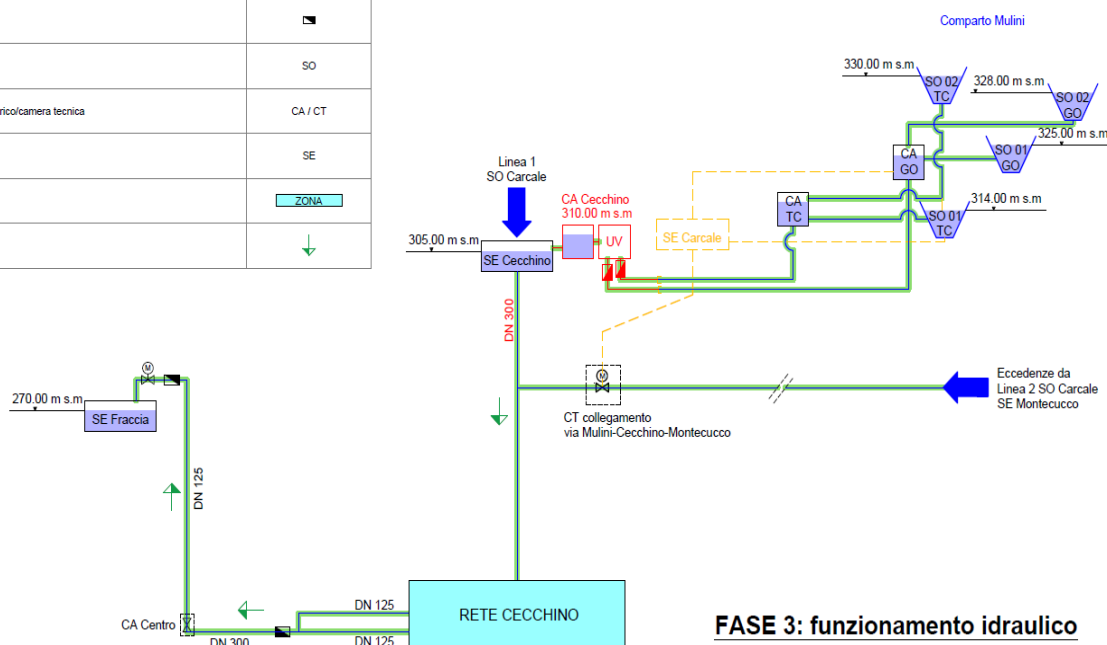 SO
rico/camera tecnica
CA / CT
SE
ZONA
Comparto Mulini
330.00 m s.m
SO 02
TC
328.00 m s.m
SO 02
GO
325.00 m s.m
SO 01
GO
CA
GO
314.00 m s.m
SO 01
TC
CA
TC
Linea 1
SO Carcale
CA Cecchino
310.00 m s.m
UV
SE Carcale
305.00 m s.m
SE Cecchino
DN 300
M
CT collegamento
via Mulini-Cecchino-Montecucco
Eccedenze da
Linea 2 SO Carcale
SE Montecucco
M
270.00 m s.m
SE Fraccia
DN 125
CA Centro
DN 300
DN 125
DN 125
RETE CECCHINO
FASE 3: funzionamento idraulico